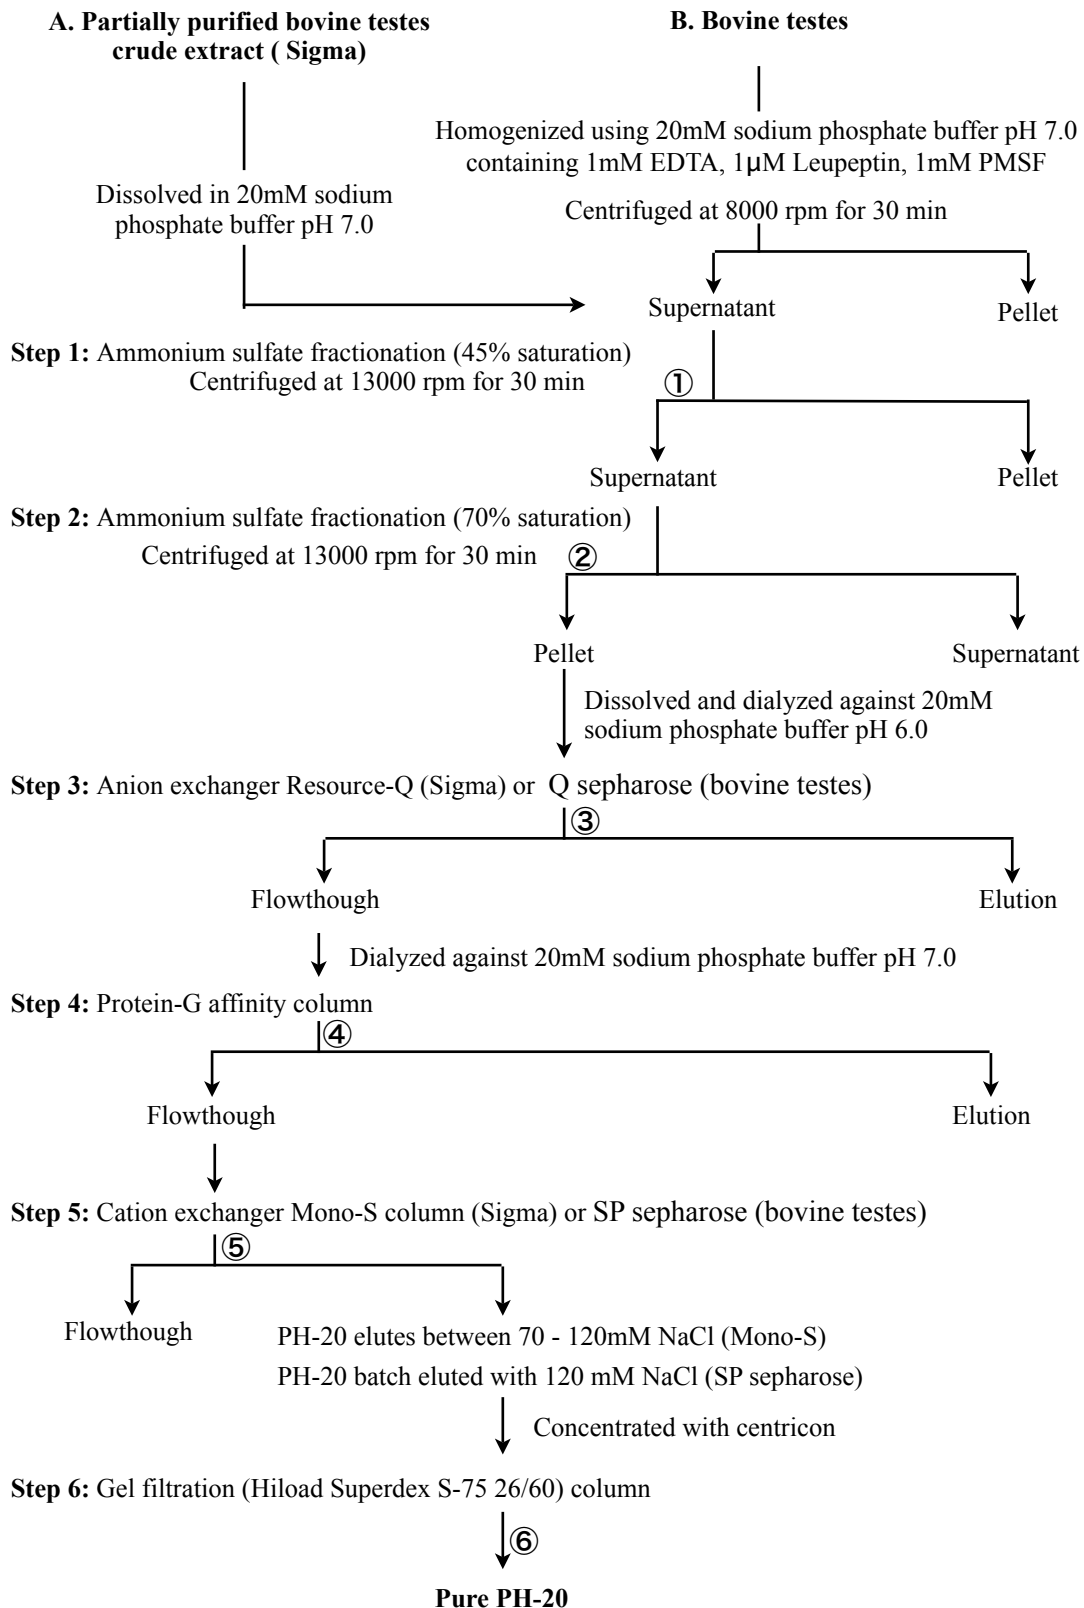 A. Partially purified bovine testes
crude extract ( Sigma)
B. Bovine testes
Homogenized using 20mM sodium phosphate buffer pH 7.0
containing 1mM EDTA, 1µM Leupeptin, 1mM PMSF
Dissolved in 20mM sodium
phosphate buffer pH 7.0
Centrifuged at 8000 rpm for 30 min
Supernatant
Pellet
Step 1: Ammonium sulfate fractionation (45% saturation)
Centrifuged at 13000 rpm for 30 min
①
Supernatant
Pellet
Step 2: Ammonium sulfate fractionation (70% saturation)
Centrifuged at 13000 rpm for 30 min
②
Pellet
Supernatant
Dissolved and dialyzed against 20mM
sodium phosphate buffer pH 6.0
Step 3: Anion exchanger Resource-Q (Sigma) or Q sepharose (bovine testes)
③
Flowthough
Elution
Dialyzed against 20mM sodium phosphate buffer pH 7.0
Step 4: Protein-G affinity column
④
Flowthough
Elution
Step 5: Cation exchanger Mono-S column (Sigma) or SP sepharose (bovine testes)
⑤
Flowthough
PH-20 elutes between 70 - 120mM NaCl (Mono-S)
PH-20 batch eluted with 120 mM NaCl (SP sepharose)
Concentrated with centricon
Step 6: Gel filtration (Hiload Superdex S-75 26/60) column
⑥
Pure PH-20